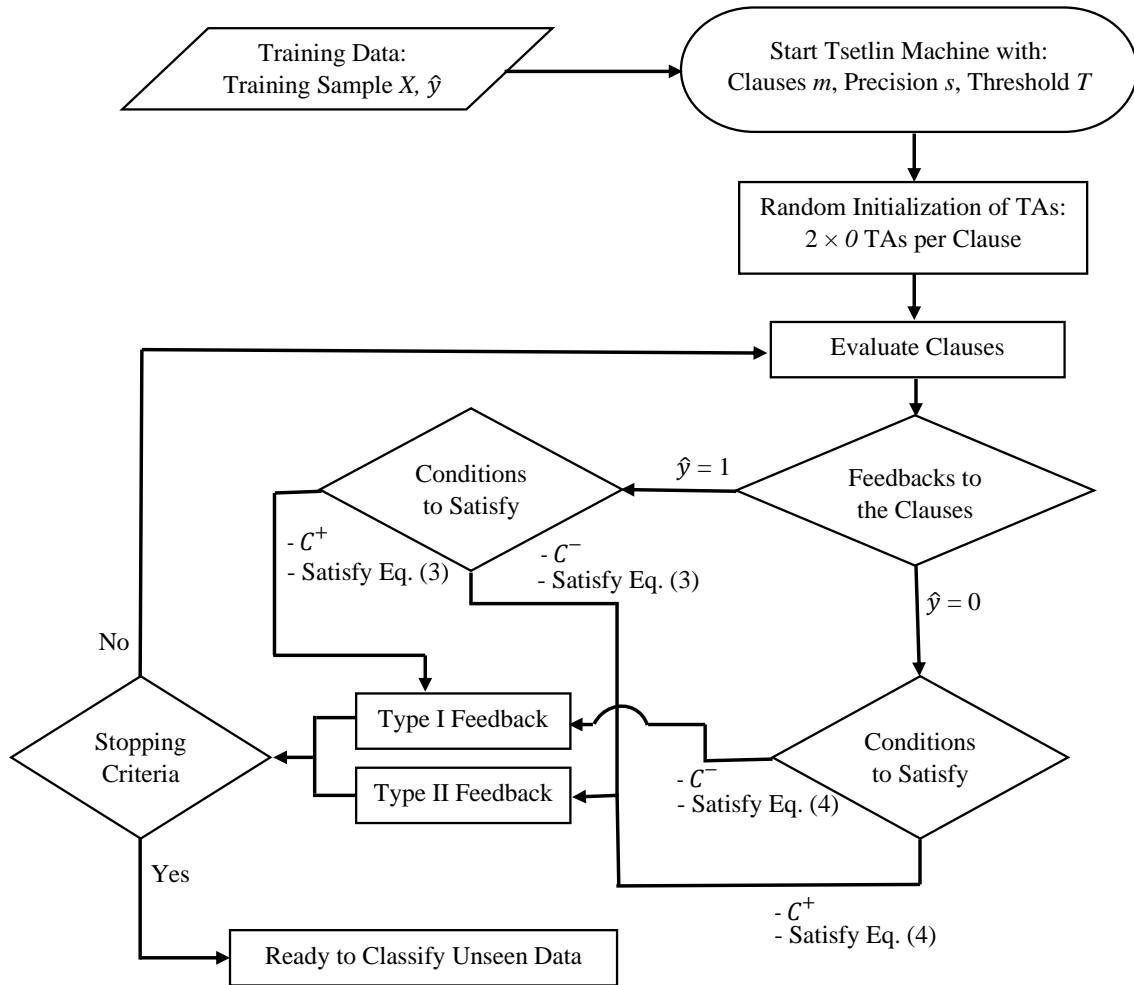 Training Data:
Training Sample X, ŷ
Start Tsetlin Machine with:
Clauses m, Precision s, Threshold T
Random Initialization of TAs:
2 × 0 TAs per Clause
Evaluate Clauses
Feedbacks to
the Clauses
ŷ = 1
Conditions
to Satisfy
- C⁺
- Satisfy Eq. (3)
- C⁻
- Satisfy Eq. (3)
ŷ = 0
No
Type I Feedback
Stopping
Criteria
Conditions
to Satisfy
Type II Feedback
- C⁻
- Satisfy Eq. (4)
Yes
- C⁺
- Satisfy Eq. (4)
Ready to Classify Unseen Data